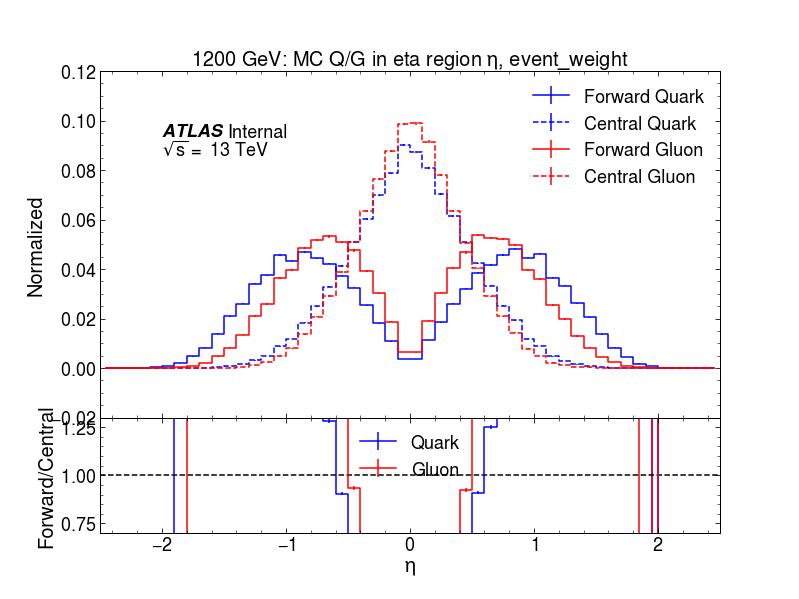 1200 GeV: MC Q/G in eta region η, event_weight
0.12
0.10
0.08
0.06
0.04
0.02
0.00
−0.02
Normalized
ATLAS Internal
√s = 13 TeV
Forward Quark
Central Quark
Forward Gluon
Central Gluon
1.25
1.00
0.75
Forward/Central
Quark
Gluon
−2
−1
0
1
2
η